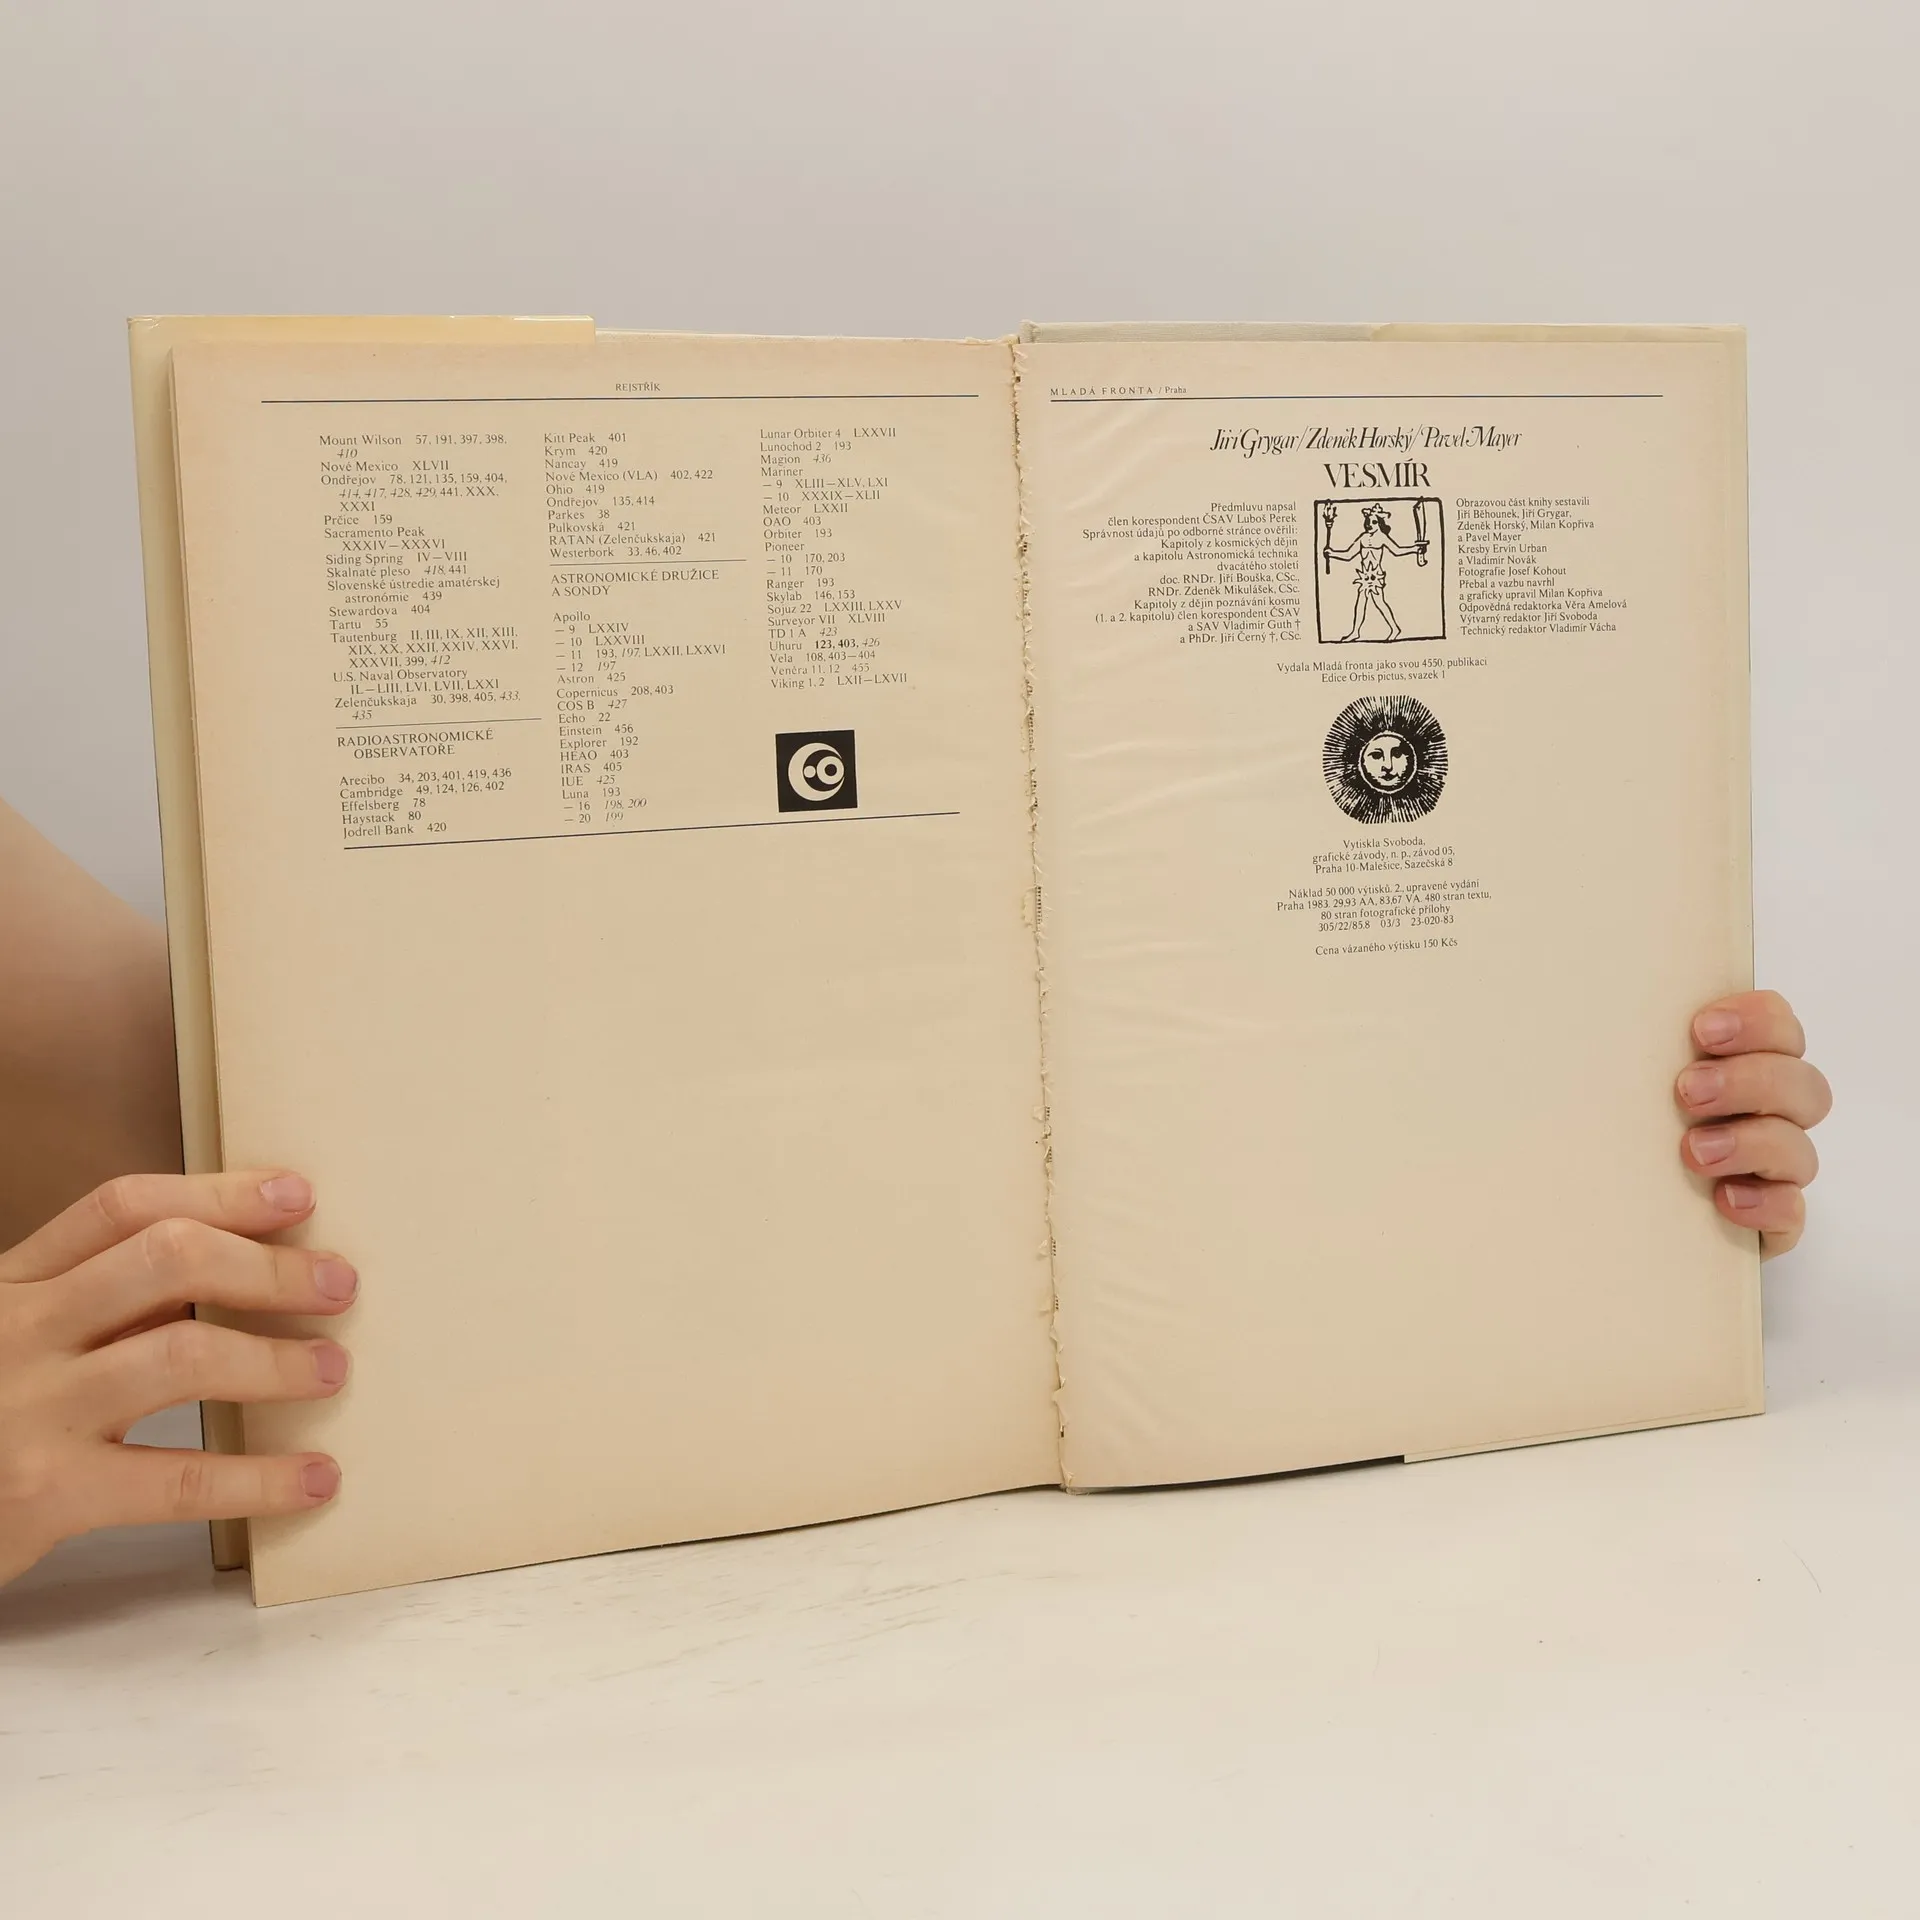 REJSTŘÍK
Mount Wilson 57, 191, 397, 398,
410
Nové Mexico XLVII
Ondřejov 78, 121, 135, 159, 404,
414, 417, 428, 429, 441, XXX,
XXXI
Prčice 159
Sacramento Peak
XXXIV—XXXVI
Siding Spring IV—VIII
Skalnaté pleso 418, 441
Slovenské ústredie amatérskej
astronómie 439
Stewardova 404
Tartu 55
Tautenburg II, III, IX, XII, XIII,
XIX, XX, XXII, XXIV, XXVI,
XXXVII, 399, 412
U.S. Naval Observatory
IL—LIII, LVI, LVII, LXXI
Zelenčukskaja 30, 398, 405, 433,
435
RADIOASTRONOMICKÉ
OBSERVATOŘE
Arecibo 34, 203, 401, 419, 436
Cambridge 49, 124, 126, 402
Effelsberg 78
Haystack 80
Jodrell Bank 420
Kitt Peak 401
Krym 420
Nancay 419
Nové Mexico (VLA) 402, 422
Ohio 419
Ondřejov 135, 414
Parkes 38
Pulkovská 421
RATAN (Zelenčukskaja) 421
Westerbork 33, 46, 402
ASTRONOMICKÉ DRUŽICE
A SONDY
Apollo
— 9 LXXIV
— 10 LXXVIII
— 11 193, 197, LXXII, LXXVI
— 12 197
Astron 425
Copernicus 208, 403
COS B 427
Echo 22
Einstein 456
Explorer 192
HEAO 403
IRAS 405
IUE 425
Luna 193
— 16 198, 200
— 20 199
Lunar Orbiter 4 LXXVII
Lunochod 2 193
Magion 436
Mariner
— 9 XLIII—XLV, LXI
— 10 XXXIX—XLII
Meteor LXXII
OAO 403
Orbiter 193
Pioneer
— 10 170, 203
— 11 170
Ranger 193
Skylab 146, 153
Sojuz 22 LXXIII, LXXV
Surveyor VII XLVIII
TD 1 A 423
Uhuru 123, 403, 426
Vela 108, 403—404
Veněra 11, 12 455
Viking 1, 2 LXII—LXVII
MLADÁ FRONTA / Praha
Jiří Grygar/Zdeněk Horský/Pavel Mayer
VESMÍR
Předmluvu napsal
člen korespondent ČSAV Luboš Perek
Správnost údajů po odborné stránce ověřili:
Kapitoly z kosmických dějin
a kapitolu Astronomická technika
dvacátého století
doc. RNDr. Jiří Bouška, CSc.,
RNDr. Zdeněk Mikulášek, CSc.
Kapitoly z dějin poznávání kosmu
(1. a 2. kapitolu) člen korespondent ČSAV
a SAV Vladimír Guth †
a PhDr. Jiří Černý †, CSc.
Obrazovou část knihy sestavili
Jiří Běhounek, Jiří Grygar,
Zdeněk Horský, Milan Kopřiva
a Pavel Mayer
Kresby Ervín Urban
a Vladimír Novák
Fotografie Josef Kohout
Přebal a vazbu navrhl
a graficky upravil Milan Kopřiva
Odpovědná redaktorka Věra Amelová
Výtvarný redaktor Jiří Svoboda
Technický redaktor Vladimír Vácha
Vydala Mladá fronta jako svou 4550. publikaci
Edice Orbis pictus, svazek 1
Vytiskla Svoboda,
grafické závody, n. p., závod 05,
Praha 10-Malešice, Sazečská 8
Náklad 50 000 výtisků. 2., upravené vydání
Praha 1983. 29,93 AA, 83,67 VA. 480 stran textu,
80 stran fotografické přílohy
305/22/85.8 03/3 23-020-83
Cena vázaného výtisku 150 Kčs